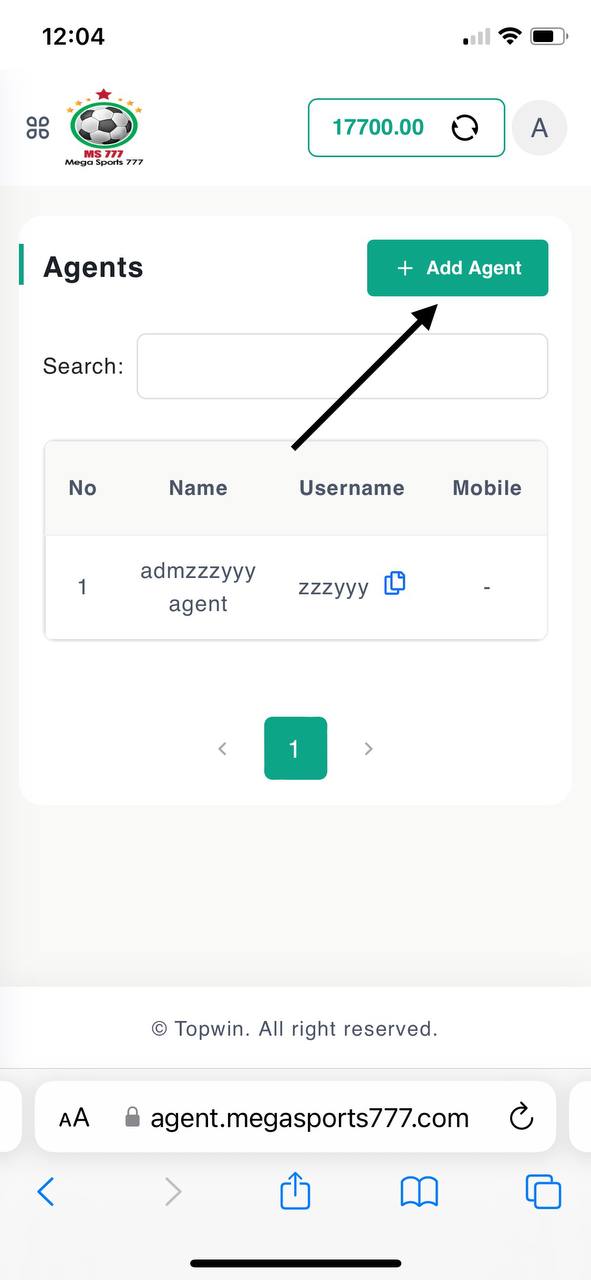 12:04
MS 777
Mega Sports 777
17700.00
A
Agents
+ Add Agent
Search:
No Name Username Mobile
1 admzzzyyy agent zzzyyy -
1
© Topwin. All right reserved.
AA agent.megasports777.com